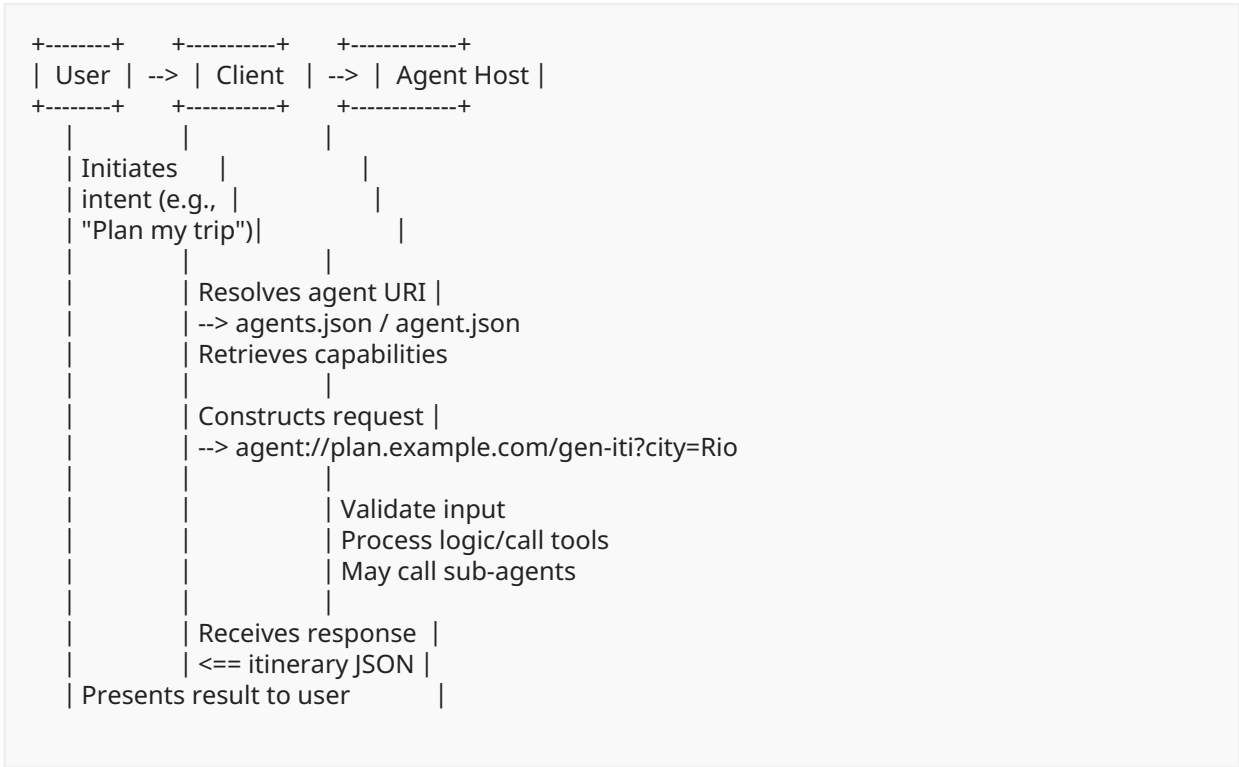 +--------+ +-----------+ +-------------+
| User | --> | Client | --> | Agent Host |
+--------+ +-----------+ +-------------+
| | |
| Initiates | |
| intent (e.g., | |
| "Plan my trip")| |
| | |
| | Resolves agent URI |
| | --> agents.json / agent.json
| | Retrieves capabilities
| | |
| | Constructs request |
| | --> agent://plan.example.com/gen-iti?city=Rio
| | |
| | | Validate input
| | | Process logic/call tools
| | | May call sub-agents
| | |
| | Receives response |
| | <== itinerary JSON |
| Presents result to user |